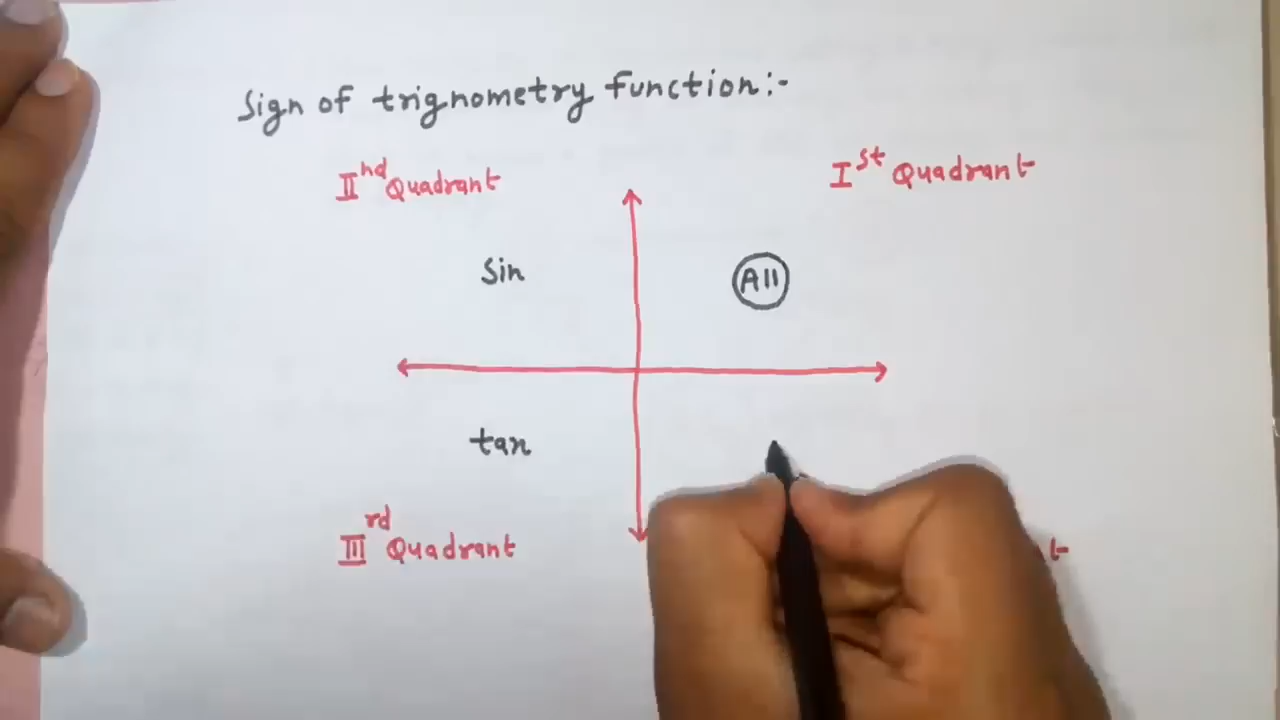 Sign of trignometry function:-
IInd Quadrant
Ist Quadrant
Sin
All
tan
IIIrd Quadrant